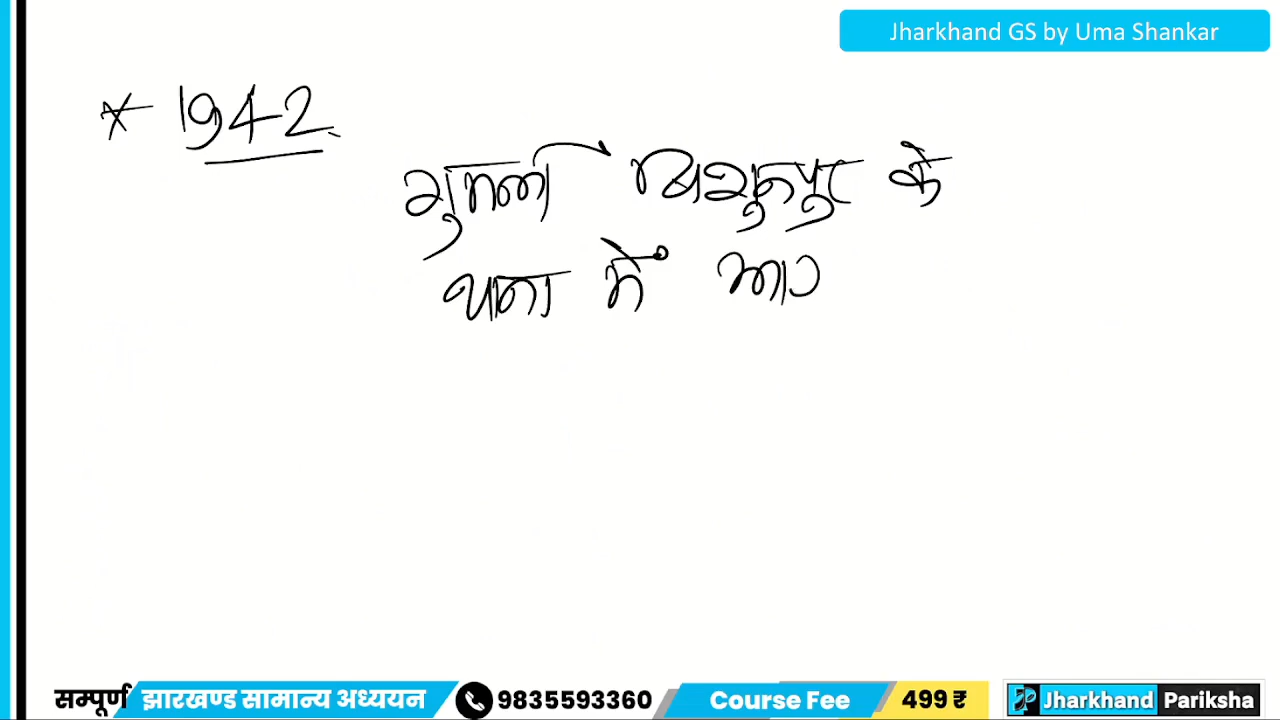 Jharkhand GS by Uma Shankar
* 1942
गुमला बिशुनपुर के
थाना में आग
सम्पूर्ण झारखण्ड सामान्य अध्ययन 9835593360 Course Fee 499 ₹ JP Jharkhand Pariksha